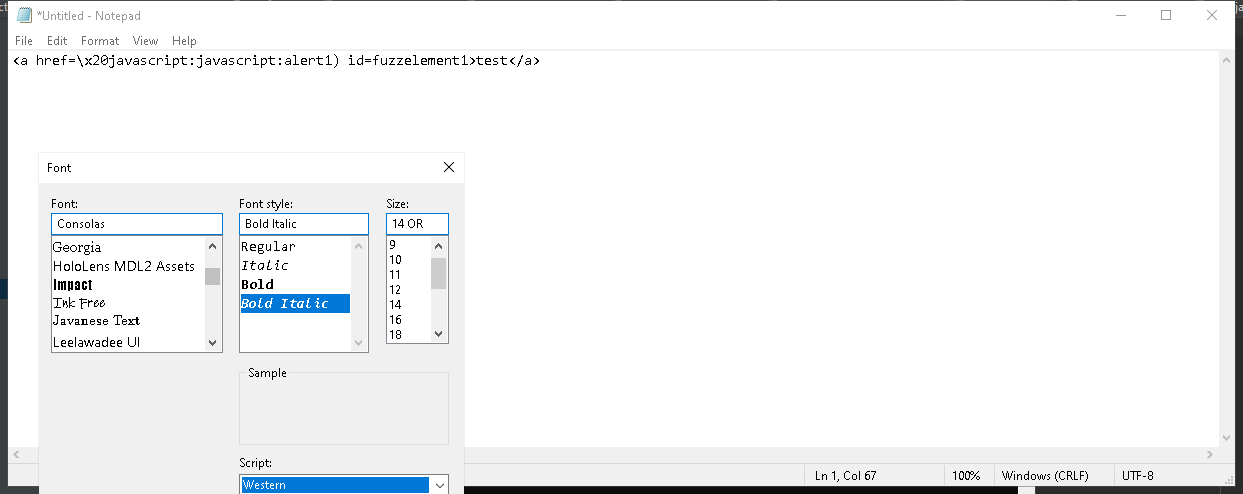 *Untitled - Notepad
File Edit Format View Help
<a href=\x20javascript:javascript:alert1) id=fuzzelement1>test</a>
Font
Font: Font style: Size:
Consolas Bold Italic 14 OR
Georgia Regular 9
HoloLens MDL2 Assets Italic 10
Impact Bold 11
Ink Free Bold Italic 12
Javanese Text 14
Leelawadee UI 16
18
Sample
Script:
Western
Ln 1, Col 67 100% Windows (CRLF) UTF-8